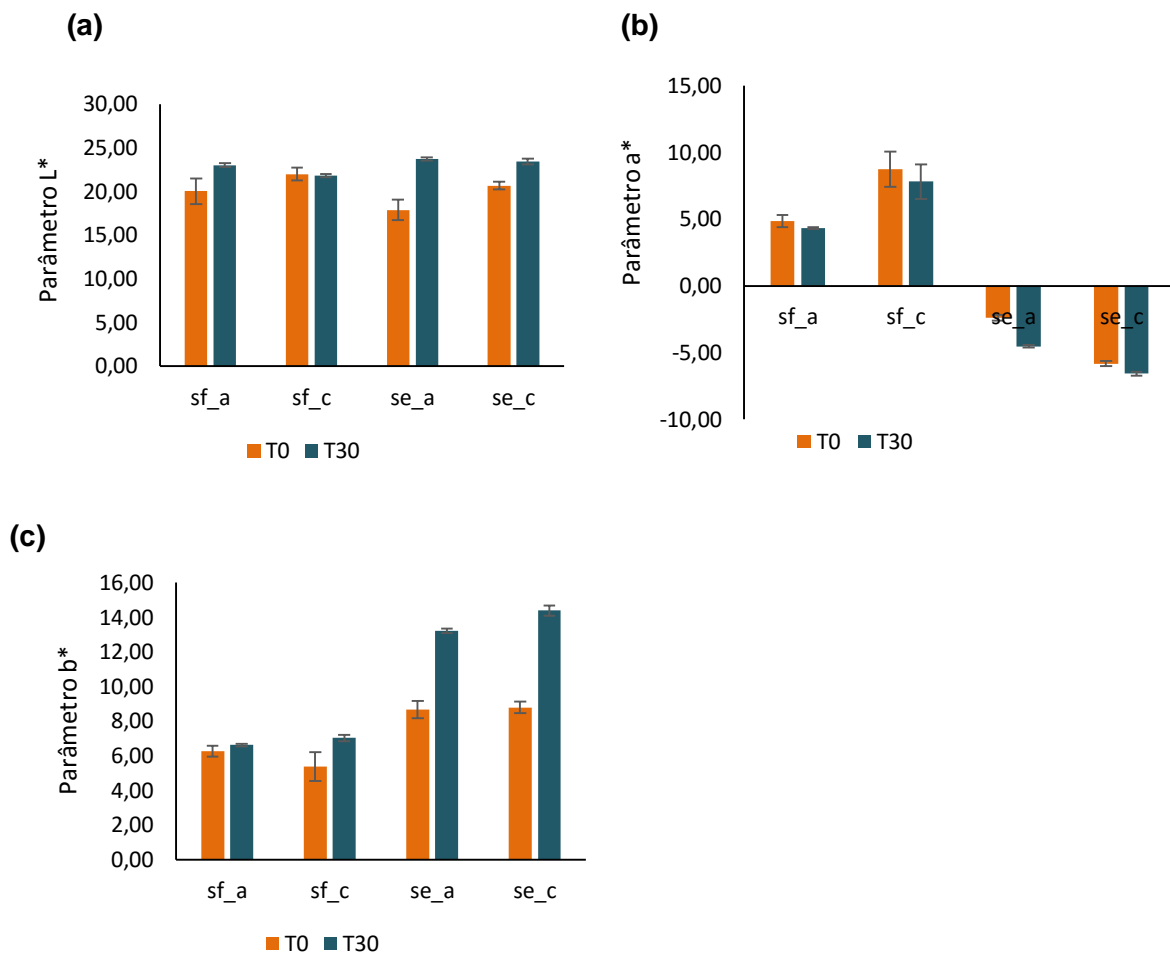 (a)
Parâmetro L*
30,00
25,00
20,00
15,00
10,00
5,00
0,00
sf_a sf_c se_a se_c
T0 T30
(b)
Parâmetro a*
15,00
10,00
5,00
0,00
-5,00
-10,00
sf_a sf_c se_a se_c
T0 T30
(c)
Parâmetro b*
16,00
14,00
12,00
10,00
8,00
6,00
4,00
2,00
0,00
sf_a sf_c se_a se_c
T0 T30